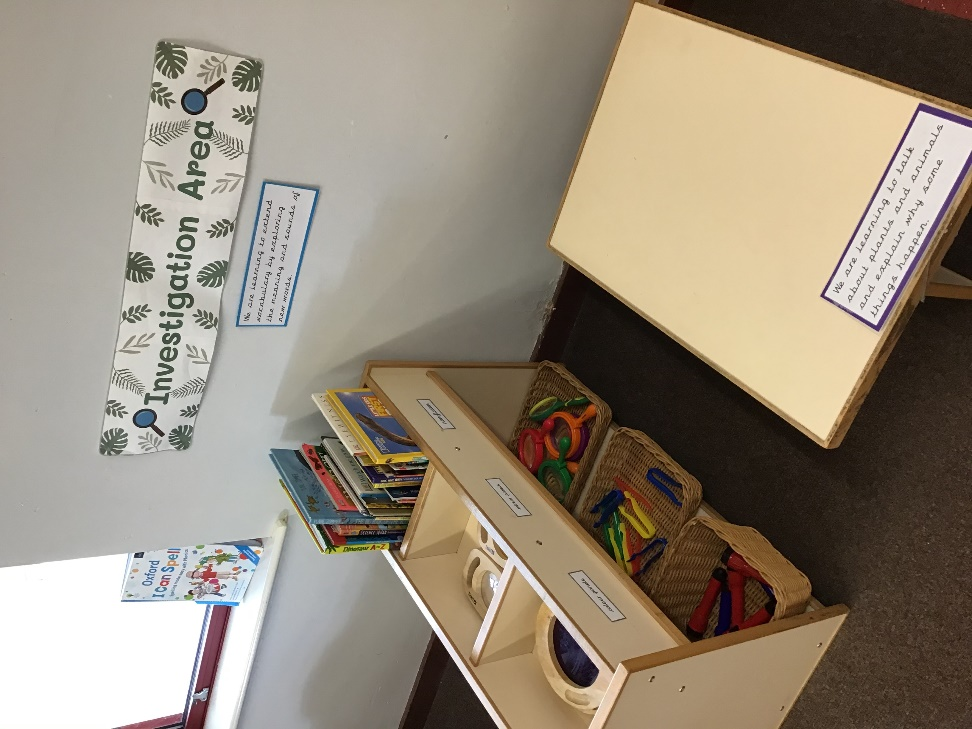 Investigation Area
We are learning to extend
vocabulary by exploring
the meaning and sounds of
new words.
We are learning to talk
about plants and animals
and explain why some
things happen.
Oxford
I Can Spell
Dinosaur A-Z